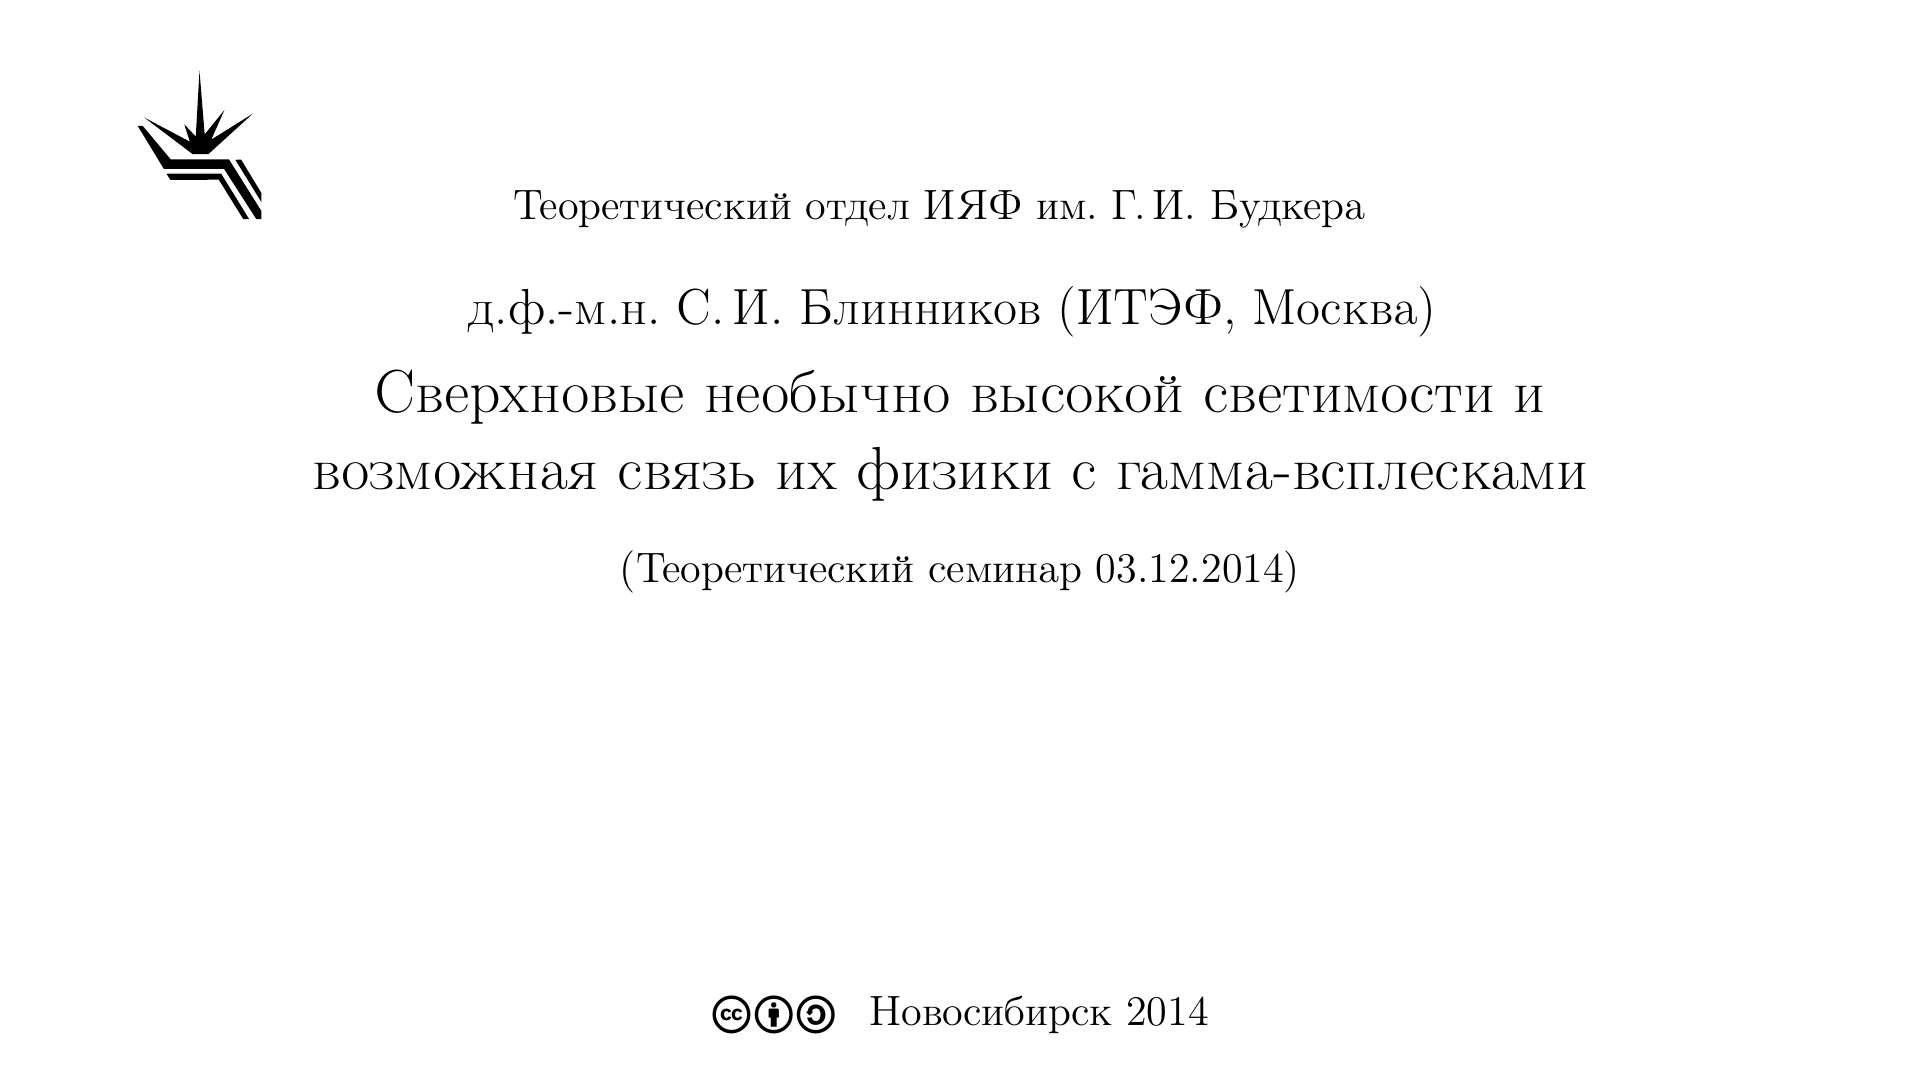 Теоретический отдел ИЯФ им. Г. И. Будкера
д.ф.-м.н. С. И. Блинников (ИТЭФ, Москва)
Сверхновые необычно высокой светимости и
возможная связь их физики с гамма-всплесками
(Теоретический семинар 03.12.2014)
cc Новосибирск 2014